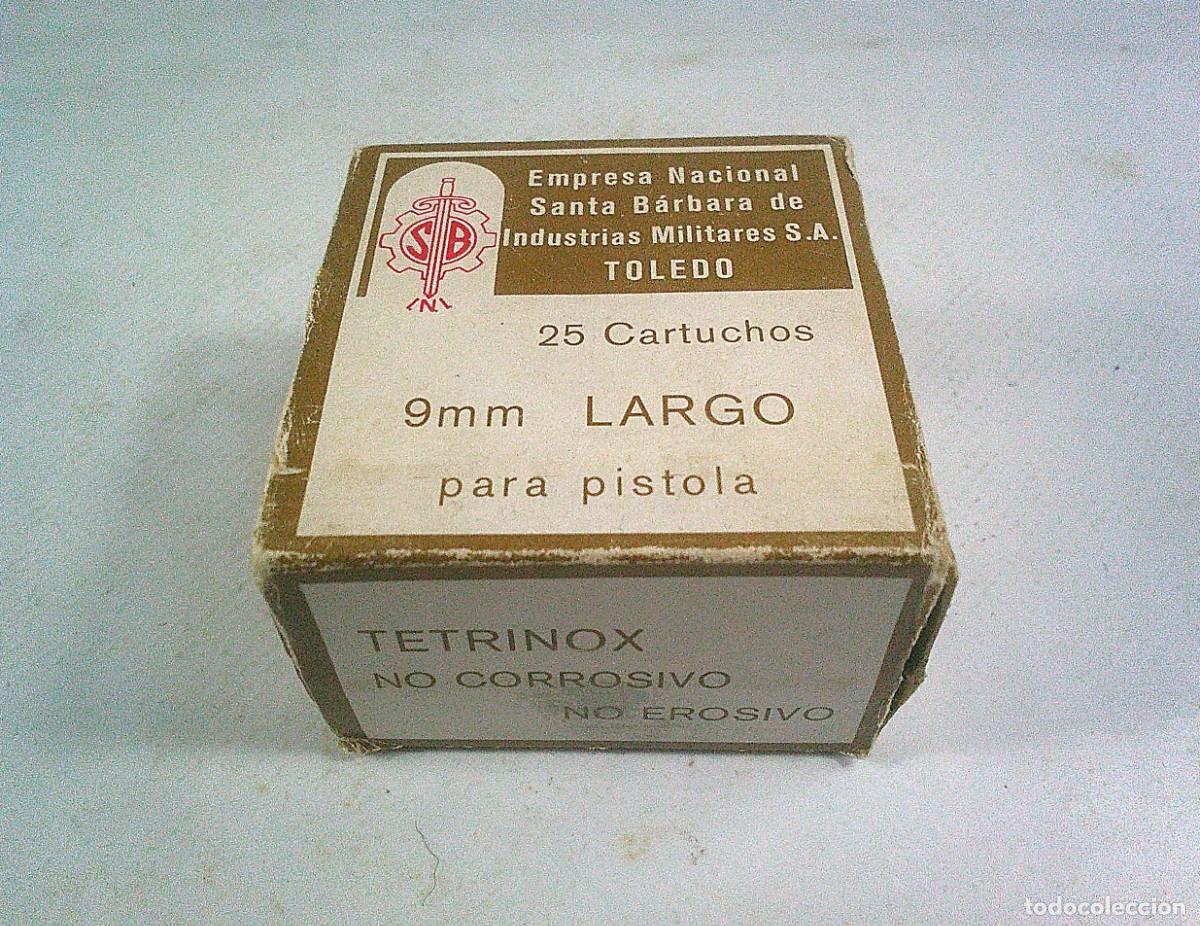 Empresa Nacional
Santa Bárbara de
Industrias Militares S.A.
TOLEDO
SB
INI
25 Cartuchos
9mm LARGO
para pistola
TETRINOX
NO CORROSIVO
NO EROSIVO
todocoleccion